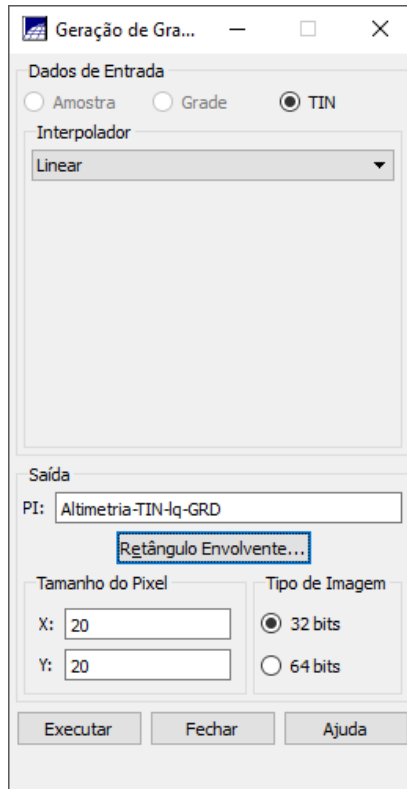 Geração de Gra...
Dados de Entrada
Amostra Grade TIN
Interpolador
Linear
Saída
PI: Altimetria-TIN-lq-GRD
Retângulo Envolvente...
Tamanho do Pixel Tipo de Imagem
X: 20 32 bits
Y: 20 64 bits
Executar Fechar Ajuda